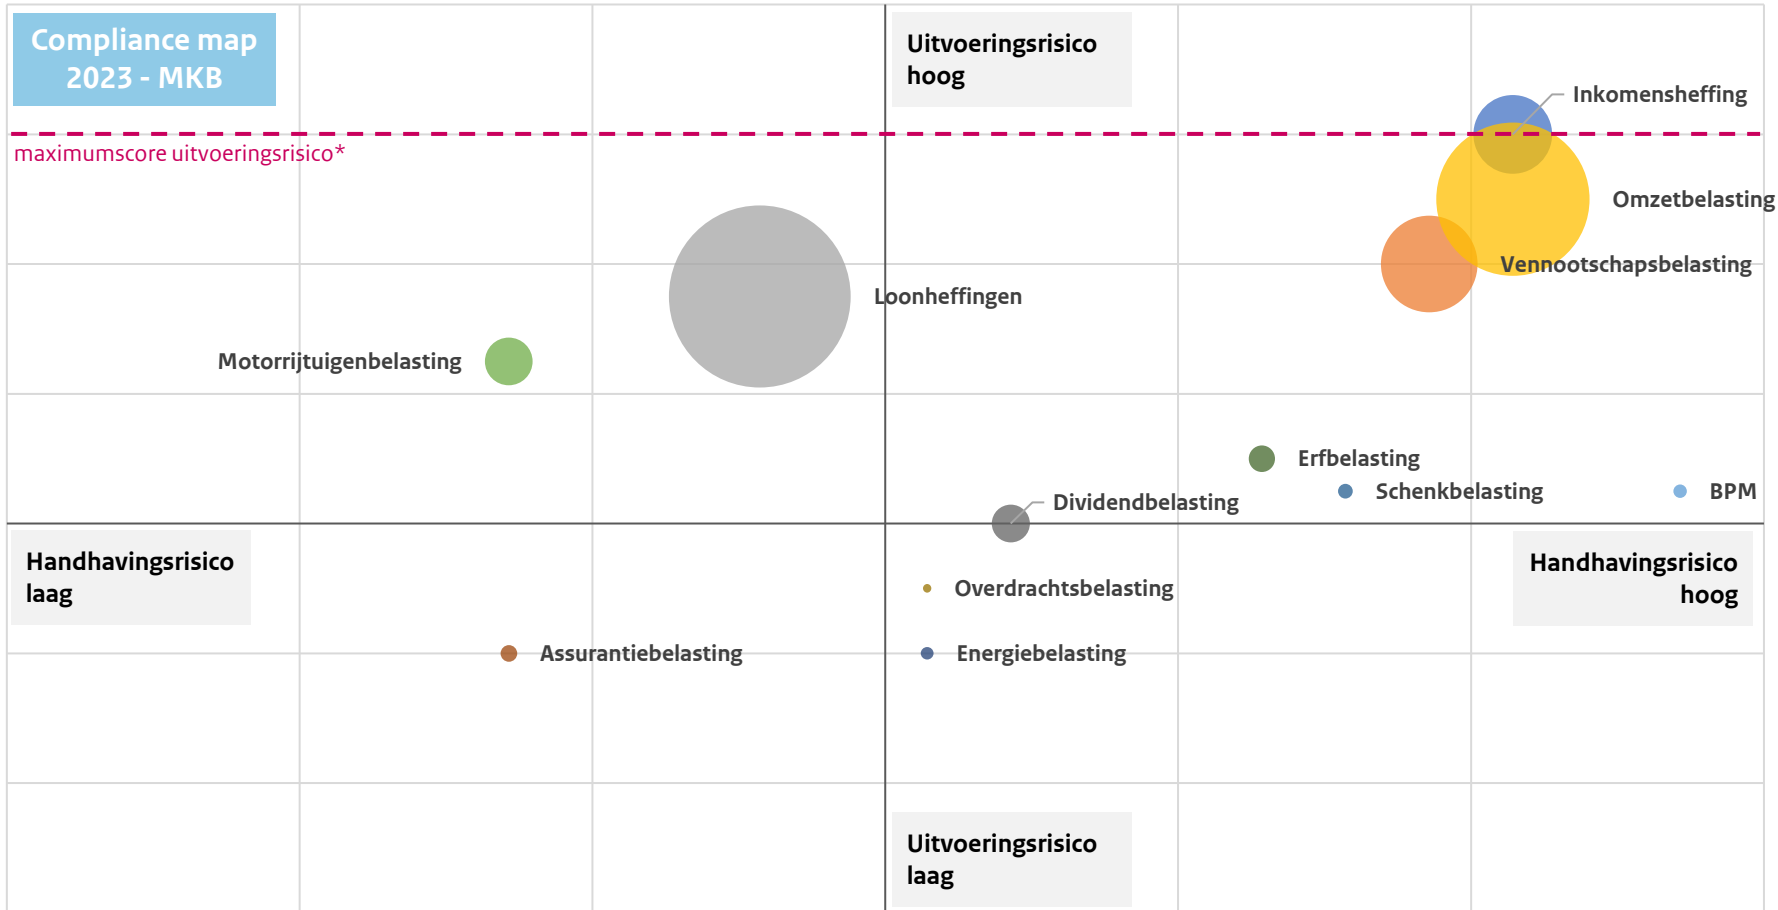 Compliance map
2023 - MKB
Uitvoeringsrisico
hoog
Inkomensheffing
maximumscore uitvoeringsrisico*
Omzetbelasting
Vennootschapsbelasting
Loonheffingen
Motorrijtuigenbelasting
Erfbelasting
Schenkbelasting
BPM
Dividendbelasting
Handhavingsrisico
laag
Handhavingsrisico
hoog
Overdrachtsbelasting
Assurantiebelasting
Energiebelasting
Uitvoeringsrisico
laag